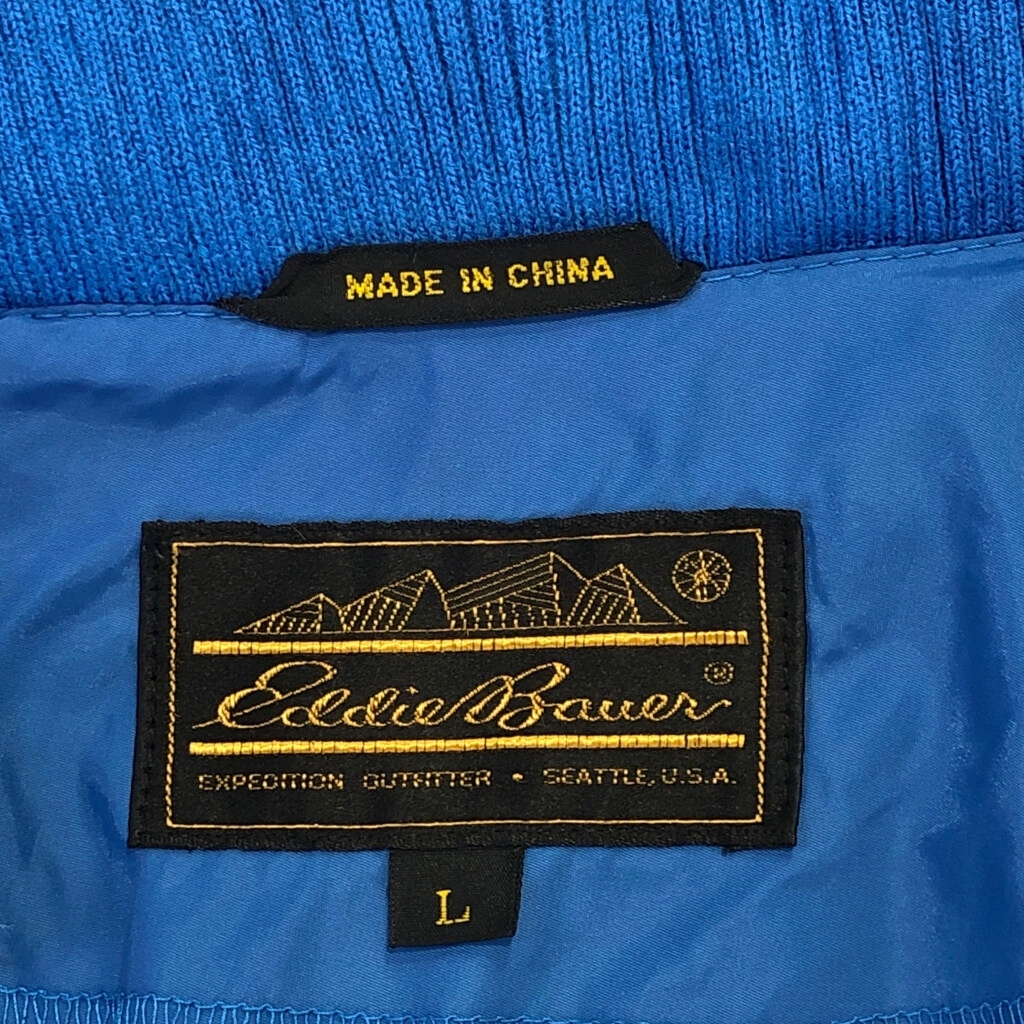 MADE IN CHINA
Eddie Bauer ®
EXPEDITION OUTFITTER • SEATTLE, U.S.A.
L